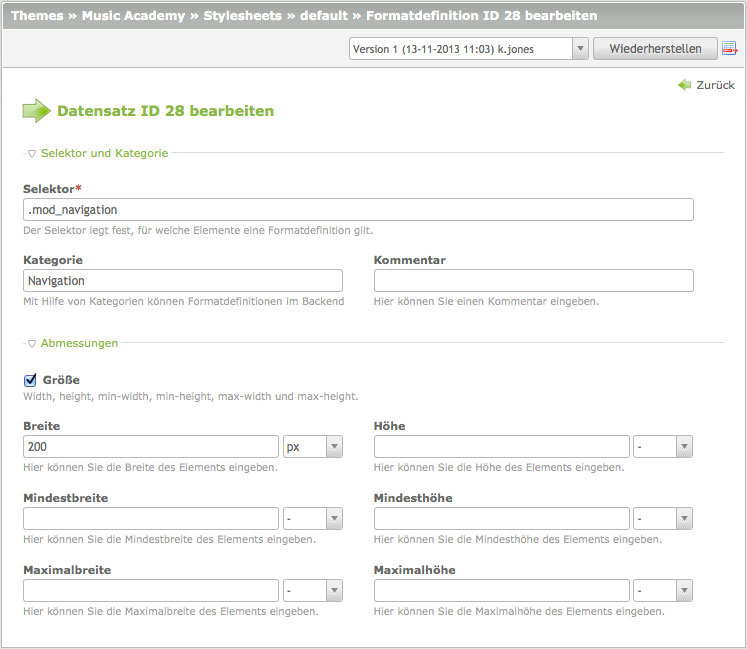 Themes » Music Academy » Stylesheets » default » Formatdefinition ID 28 bearbeiten
Version 1 (13-11-2013 11:03) k.jones Wiederherstellen
Zurück
Datensatz ID 28 bearbeiten
Selektor und Kategorie
Selektor*
.mod_navigation
Der Selektor legt fest, für welche Elemente eine Formatdefinition gilt.
Kategorie Kommentar
Navigation
Mit Hilfe von Kategorien können Formatdefinitionen im Backend Hier können Sie einen Kommentar eingeben.
Abmessungen
Größe
Width, height, min-width, min-height, max-width und max-height.
Breite Höhe
200 px -
Hier können Sie die Breite des Elements eingeben. Hier können Sie die Höhe des Elements eingeben.
Mindestbreite Mindesthöhe
- -
Hier können Sie die Mindestbreite des Elements eingeben. Hier können Sie die Mindesthöhe des Elements eingeben.
Maximalbreite Maximalhöhe
- -
Hier können Sie die Maximalbreite des Elements eingeben. Hier können Sie die Maximalhöhe des Elements eingeben.